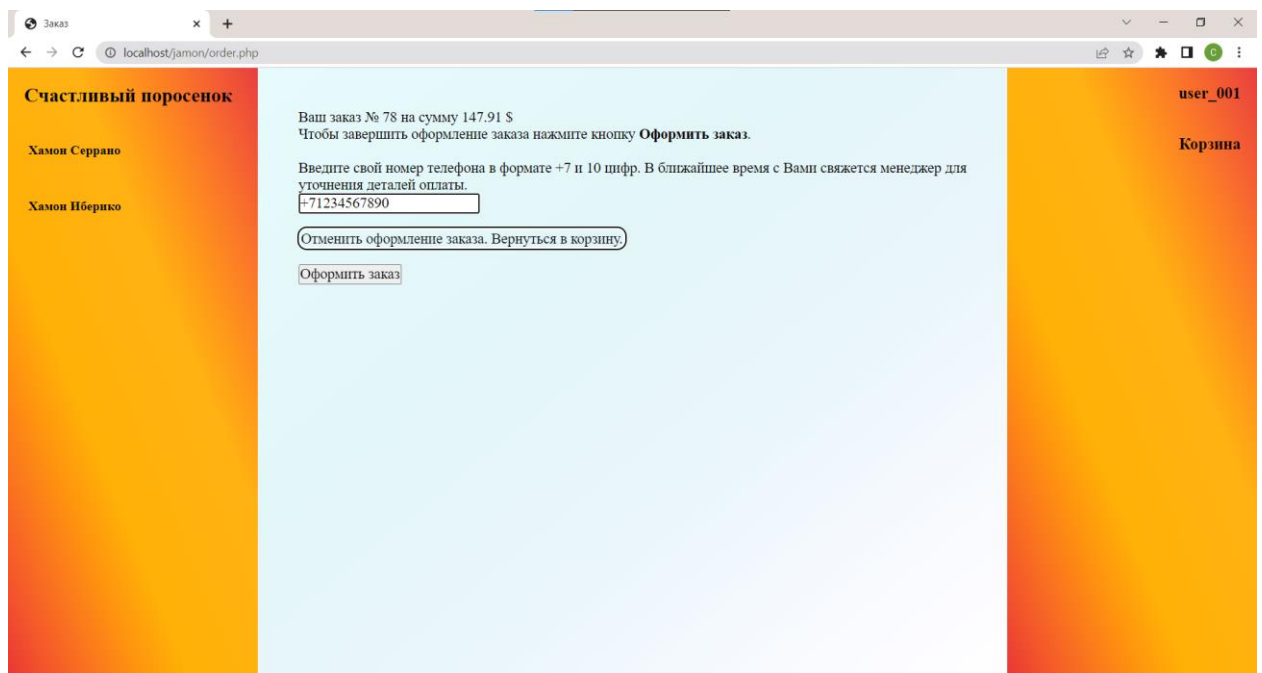 Заказ
localhost/jamon/order.php
C
Счастливый поросенок
Хамон Серрано
Хамон Иберико
Ваш заказ № 78 на сумму 147.91 $
Чтобы завершить оформление заказа нажмите кнопку Оформить заказ.
Введите свой номер телефона в формате +7 и 10 цифр. В ближайшее время с Вами свяжется менеджер для
уточнения деталей оплаты.
+71234567890
Отменить оформление заказа. Вернуться в корзину.
Оформить заказ
user_001
Корзина